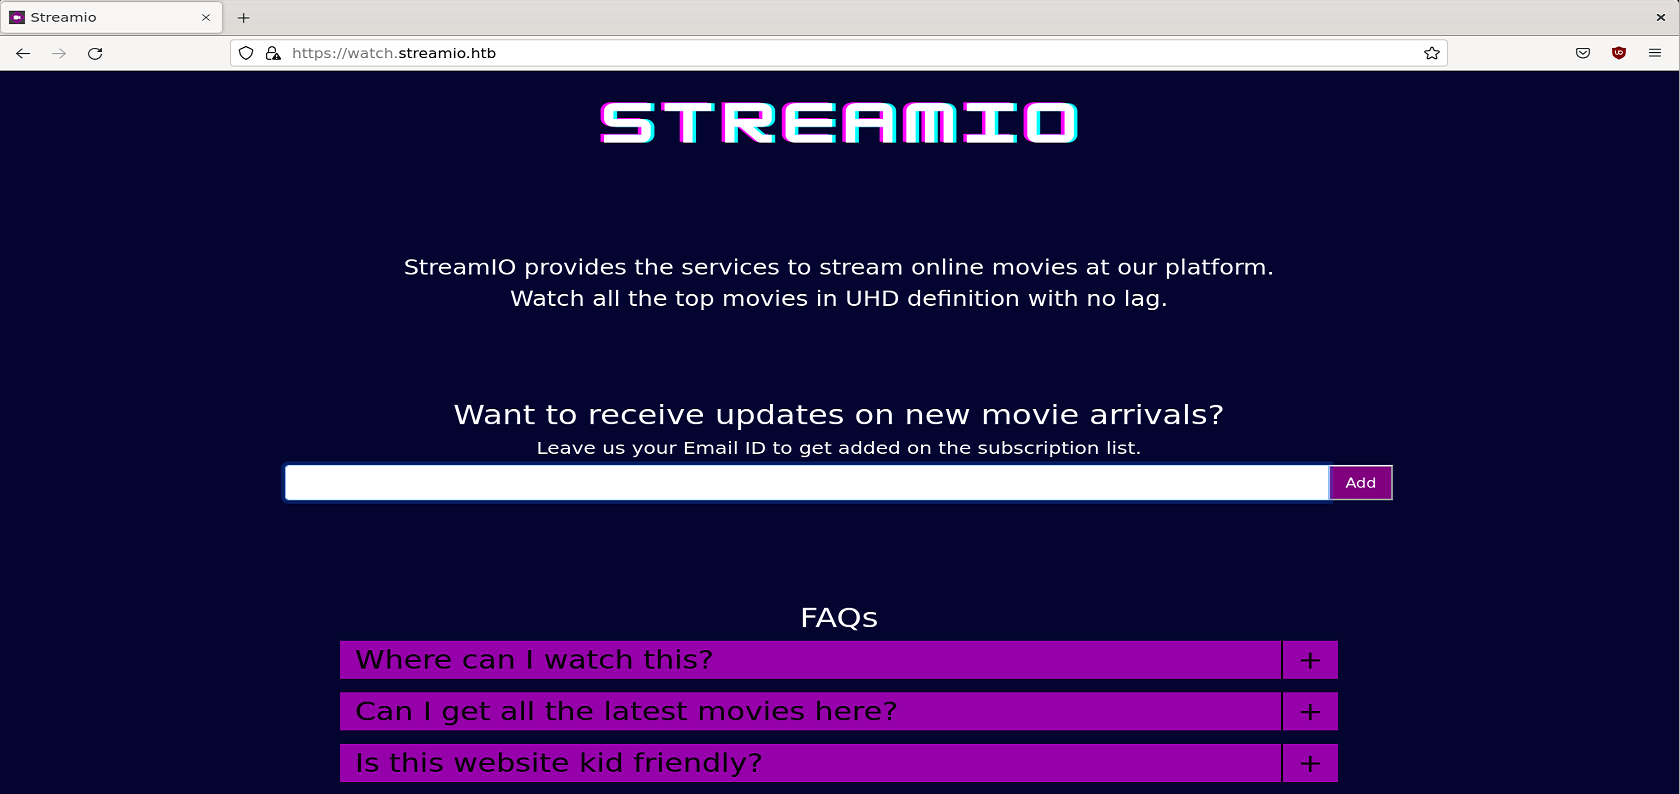 Streamio
https://watch.streamio.htb
STREAMIO
StreamIO provides the services to stream online movies at our platform.
Watch all the top movies in UHD definition with no lag.
Want to receive updates on new movie arrivals?
Leave us your Email ID to get added on the subscription list.
Add
FAQs
Where can I watch this? +
Can I get all the latest movies here? +
Is this website kid friendly? +